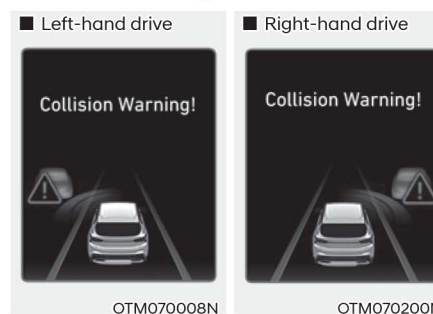 ■ Left-hand drive
Collision Warning!
OTM070008N
■ Right-hand drive
Collision Warning!